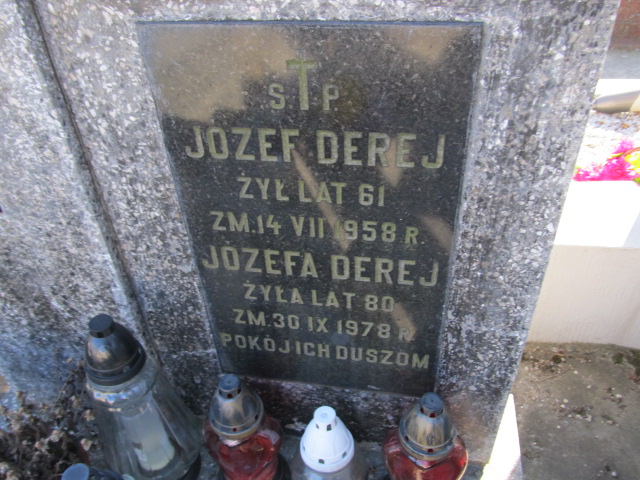 S P
JÓZEF DEREJ
ŻYŁ LAT 61
ZM. 14 VII 1958 R.
JÓZEFA DEREJ
ŻYŁA LAT 80
ZM. 30 IX 1978 R.
POKÓJ ICH DUSZOM